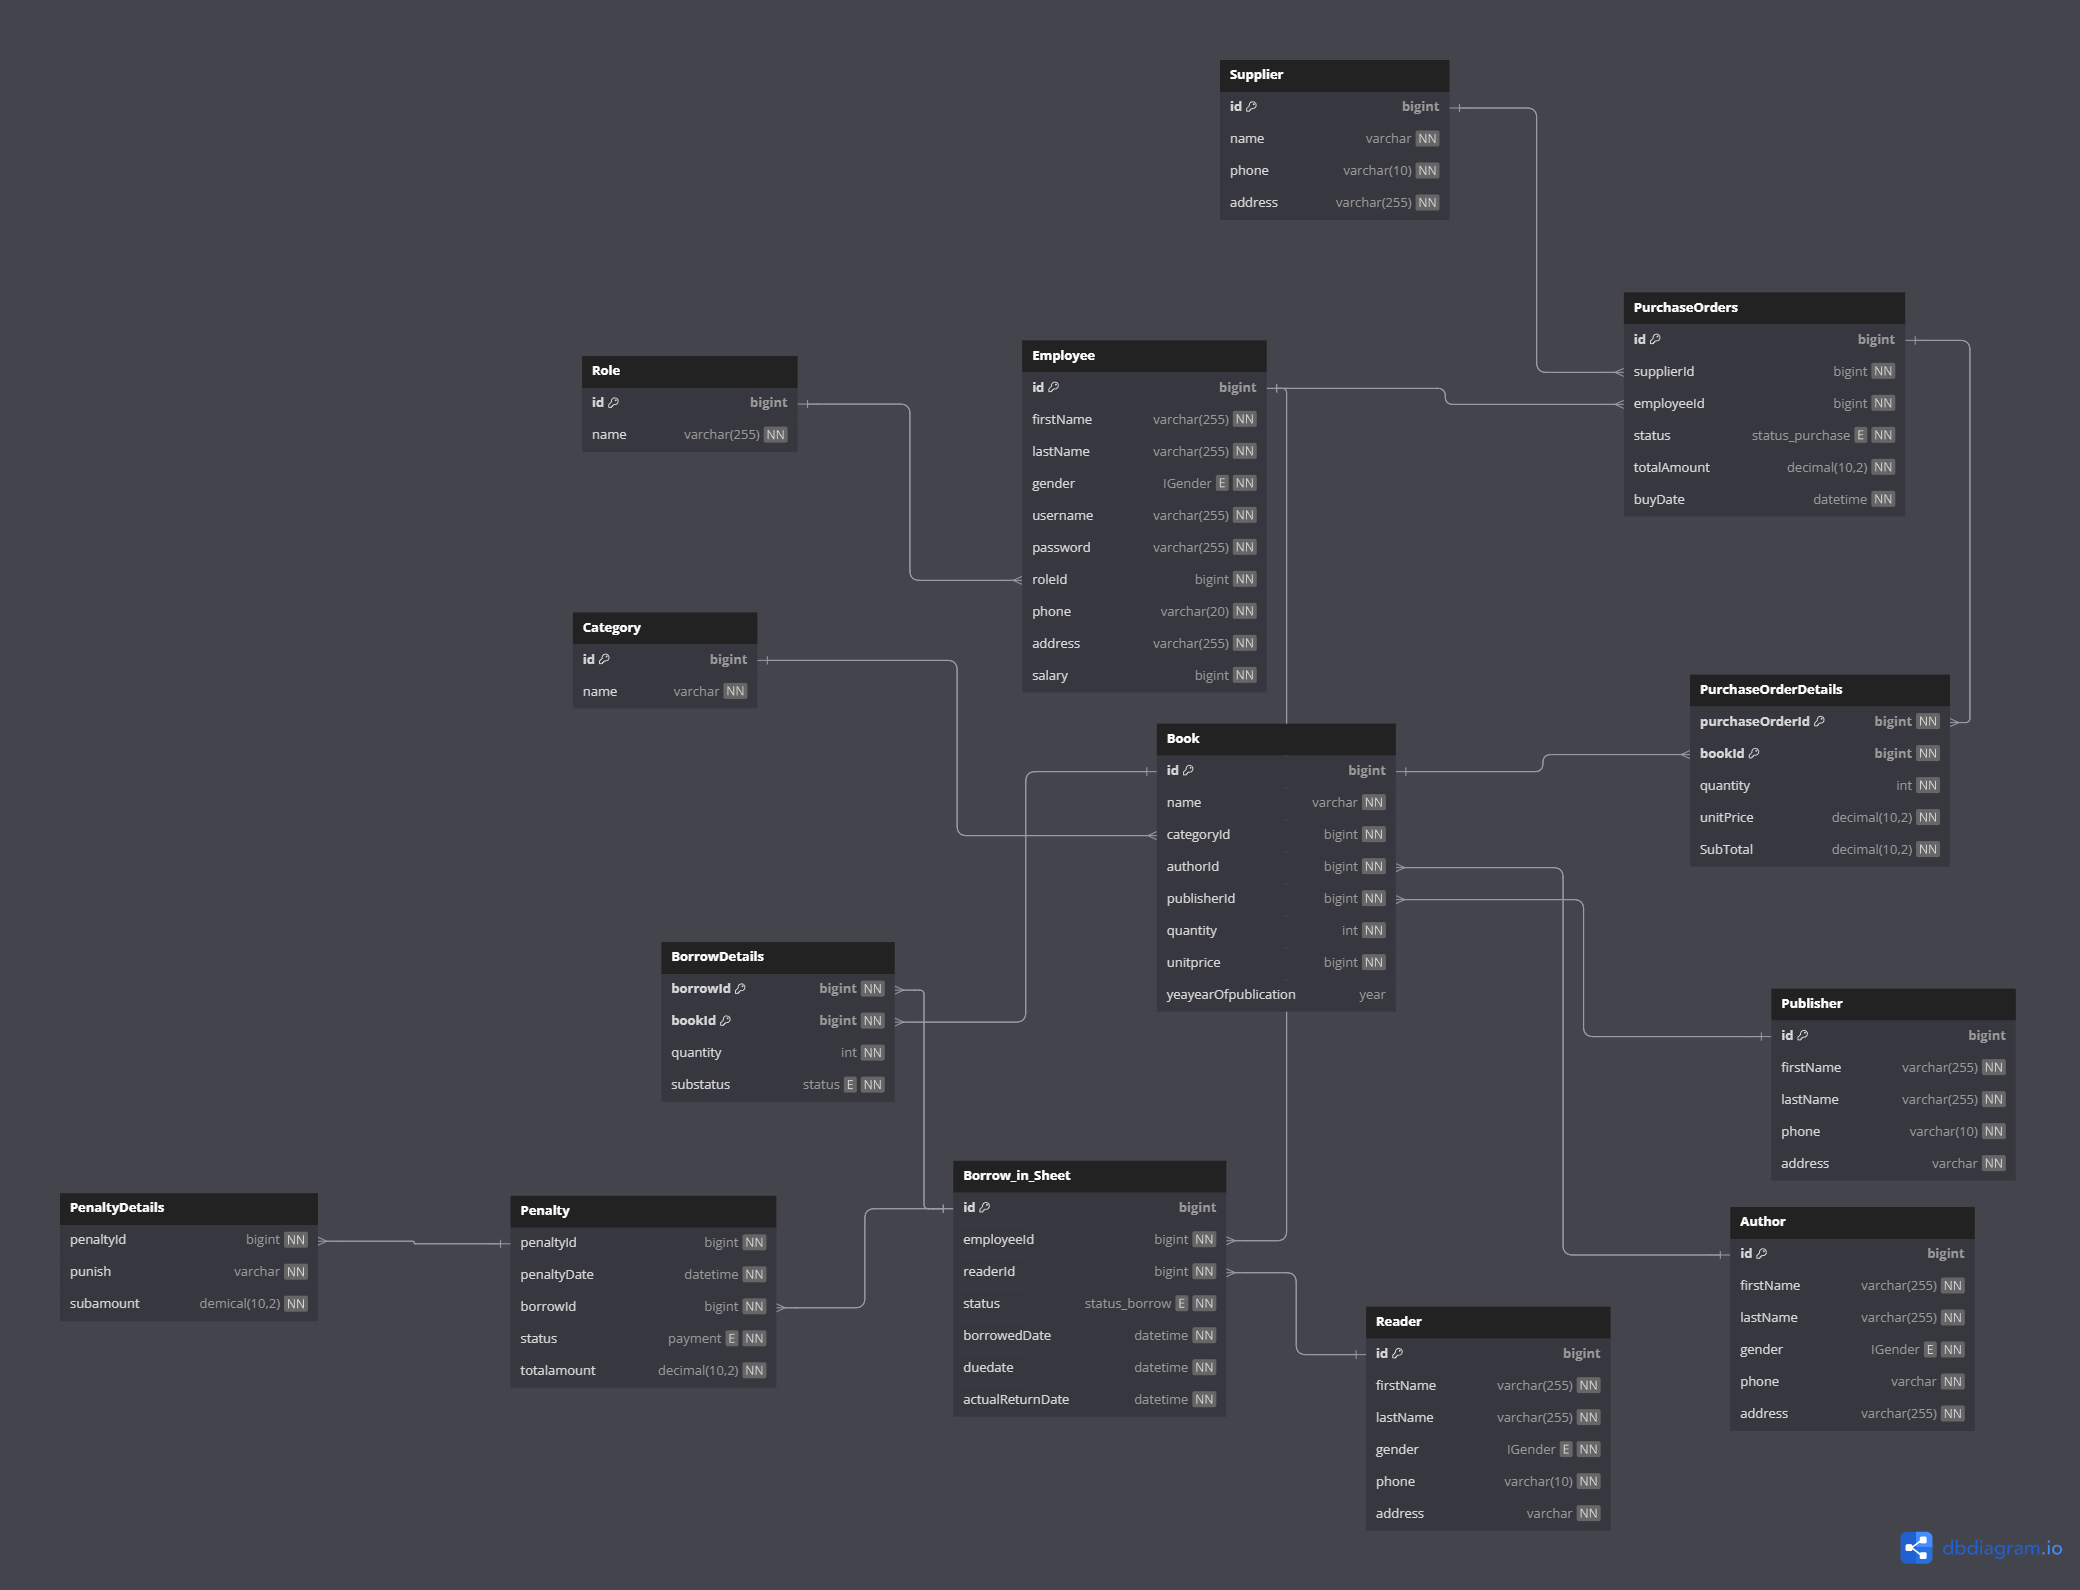 Supplier
id bigint
name varchar NN
phone varchar(10) NN
address varchar(255) NN
PurchaseOrders
id bigint
supplierId bigint NN
employeeId bigint NN
status status_purchase E NN
totalAmount decimal(10,2) NN
buyDate datetime NN
Employee
id bigint
firstName varchar(255) NN
lastName varchar(255) NN
gender IGender E NN
username varchar(255) NN
password varchar(255) NN
roleId bigint NN
phone varchar(20) NN
address varchar(255) NN
salary bigint NN
Role
id bigint
name varchar(255) NN
Category
id bigint
name varchar NN
PurchaseOrderDetails
purchaseOrderId bigint NN
bookId bigint NN
quantity int NN
unitPrice decimal(10,2) NN
SubTotal decimal(10,2) NN
Book
id bigint
name varchar NN
categoryId bigint NN
authorId bigint NN
publisherId bigint NN
quantity int NN
unitprice bigint NN
yeayearOfpublication year
BorrowDetails
borrowId bigint NN
bookId bigint NN
quantity int NN
substatus status E NN
Publisher
id bigint
firstName varchar(255) NN
lastName varchar(255) NN
phone varchar(10) NN
address varchar NN
PenaltyDetails
penaltyId bigint NN
punish varchar NN
subamount demical(10,2) NN
Penalty
penaltyId bigint NN
penaltyDate datetime NN
borrowId bigint NN
status payment E NN
totalamount decimal(10,2) NN
Borrow_in_Sheet
id bigint
employeeId bigint NN
readerId bigint NN
status status_borrow E NN
borrowedDate datetime NN
duedate datetime NN
actualReturnDate datetime NN
Author
id bigint
firstName varchar(255) NN
lastName varchar(255) NN
gender IGender E NN
phone varchar NN
address varchar(255) NN
Reader
id bigint
firstName varchar(255) NN
lastName varchar(255) NN
gender IGender E NN
phone varchar(10) NN
address varchar NN
dbdiagram.io